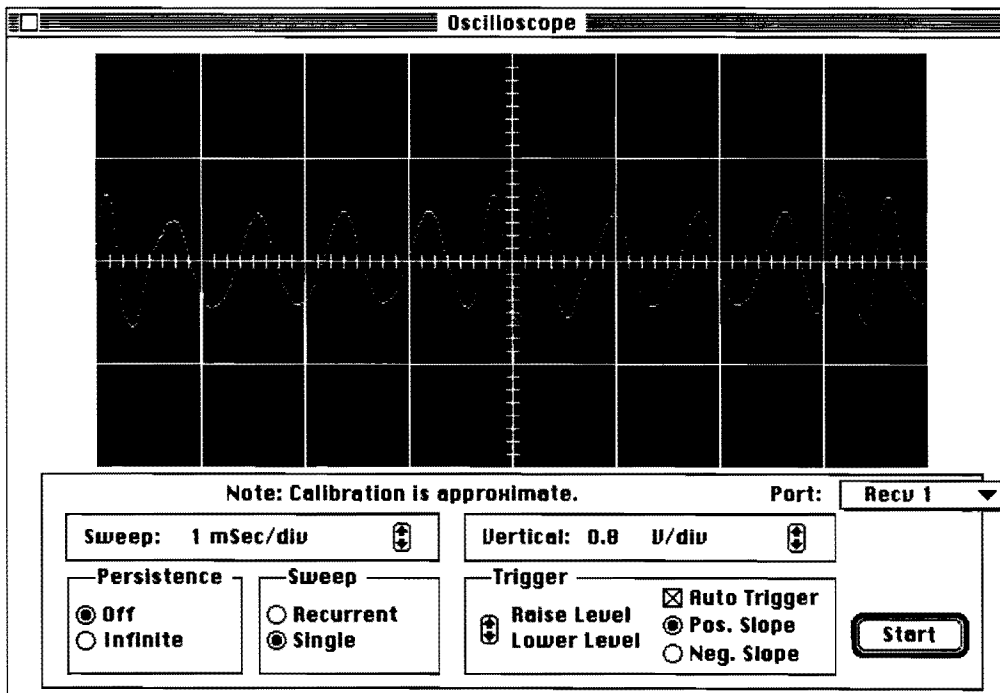 Oscilloscope
Note: Calibration is approximate.
Port: Recv 1
Sweep: 1 mSec/div
Vertical: 0.8 V/div
Persistence
Off
Infinite
Sweep
Recurrent
Single
Trigger
Raise Level
Lower Level
Auto Trigger
Pos. Slope
Neg. Slope
Start